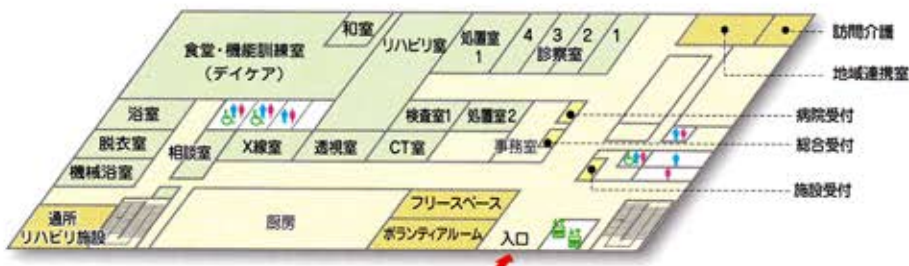 和室
食堂・機能訓練室
(デイケア)
リハビリ室
処置室
1
4
3
2
1
診察室
訪問介護
地域連携室
浴室
脱衣室
機械浴室
相談室
X線室
透視室
検査室1
処置室2
CT室
事務室
病院受付
総合受付
施設受付
通所
リハビリ施設
厨房
フリースペース
ボランティアルーム
入口